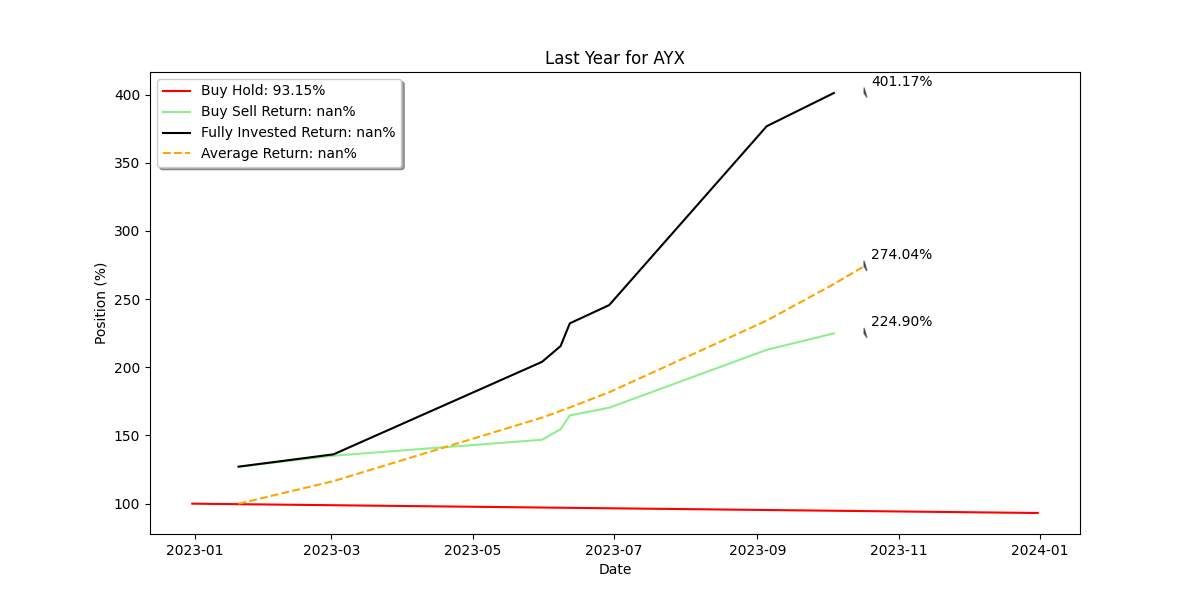 Last Year for AYX
Buy Hold: 93.15%
Buy Sell Return: nan%
Fully Invested Return: nan%
Average Return: nan%
401.17%
274.04%
224.90%
Position (%)
400
350
300
250
200
150
100
2023-01
2023-03
2023-05
2023-07
2023-09
2023-11
2024-01
Date